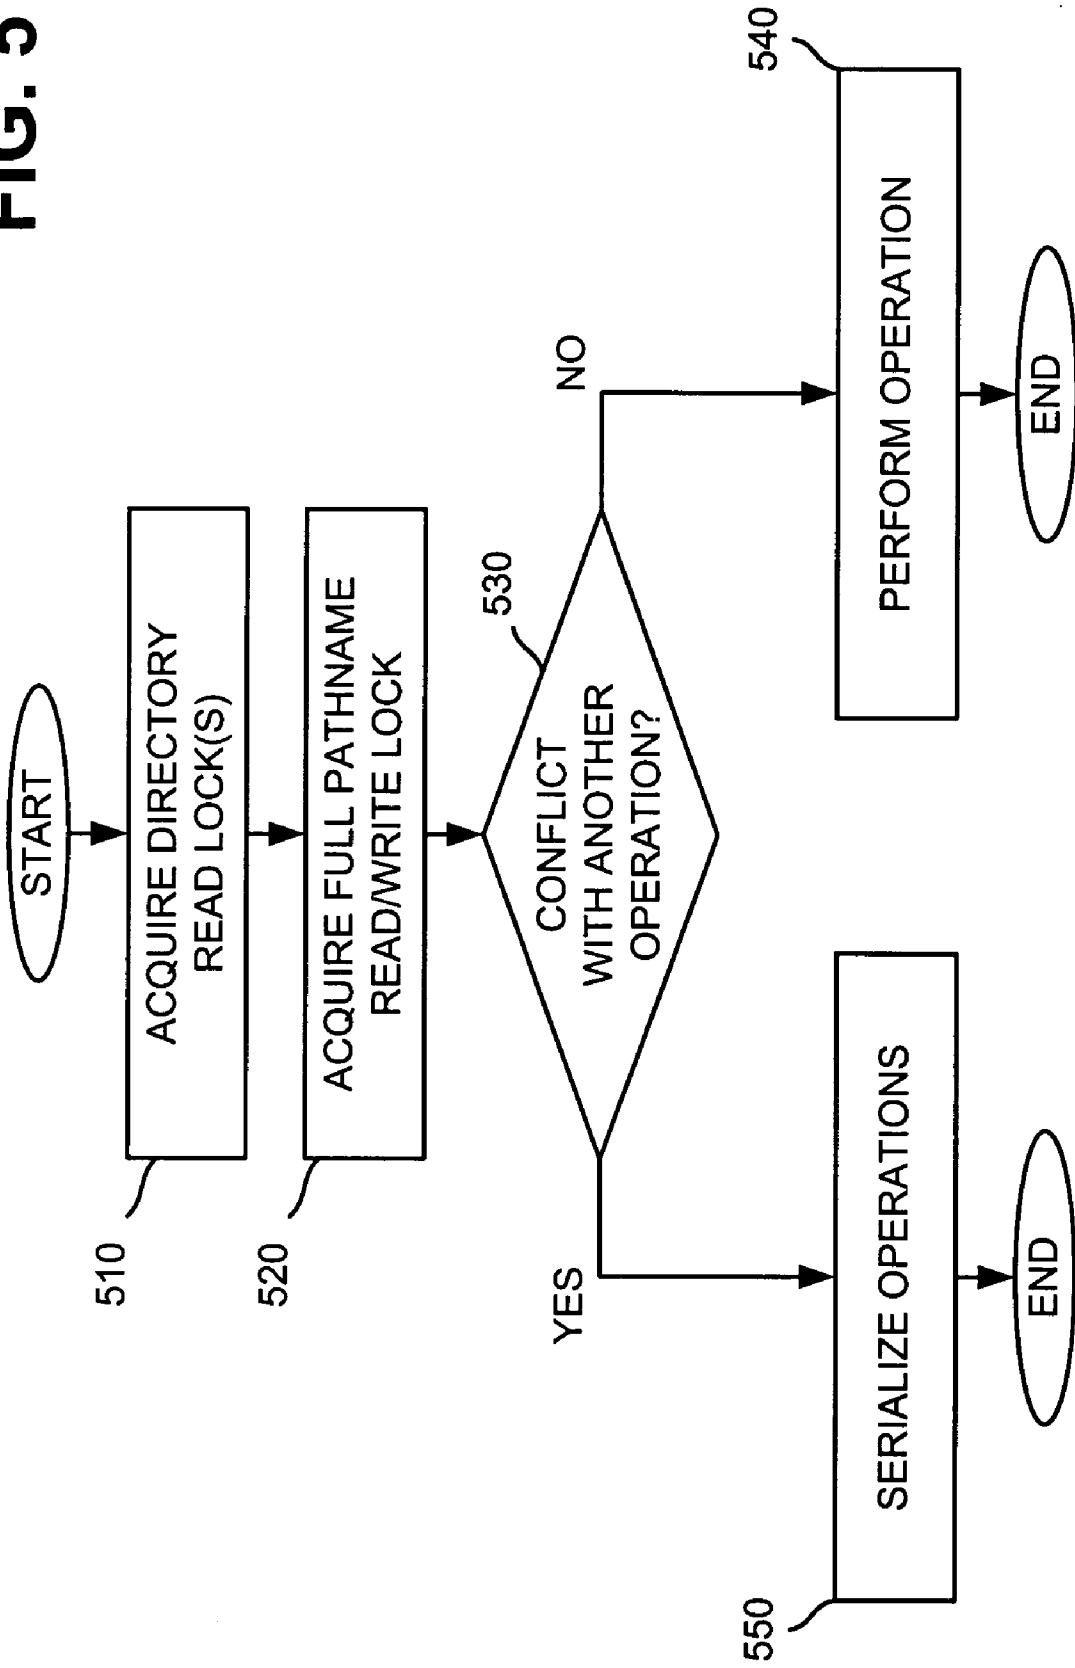 FIG. 5
START
510
ACQUIRE DIRECTORY
READ LOCK(S)
520
ACQUIRE FULL PATHNAME
READ/WRITE LOCK
530
CONFLICT
WITH ANOTHER
OPERATION?
YES
NO
550
SERIALIZE OPERATIONS
540
PERFORM OPERATION
END
END